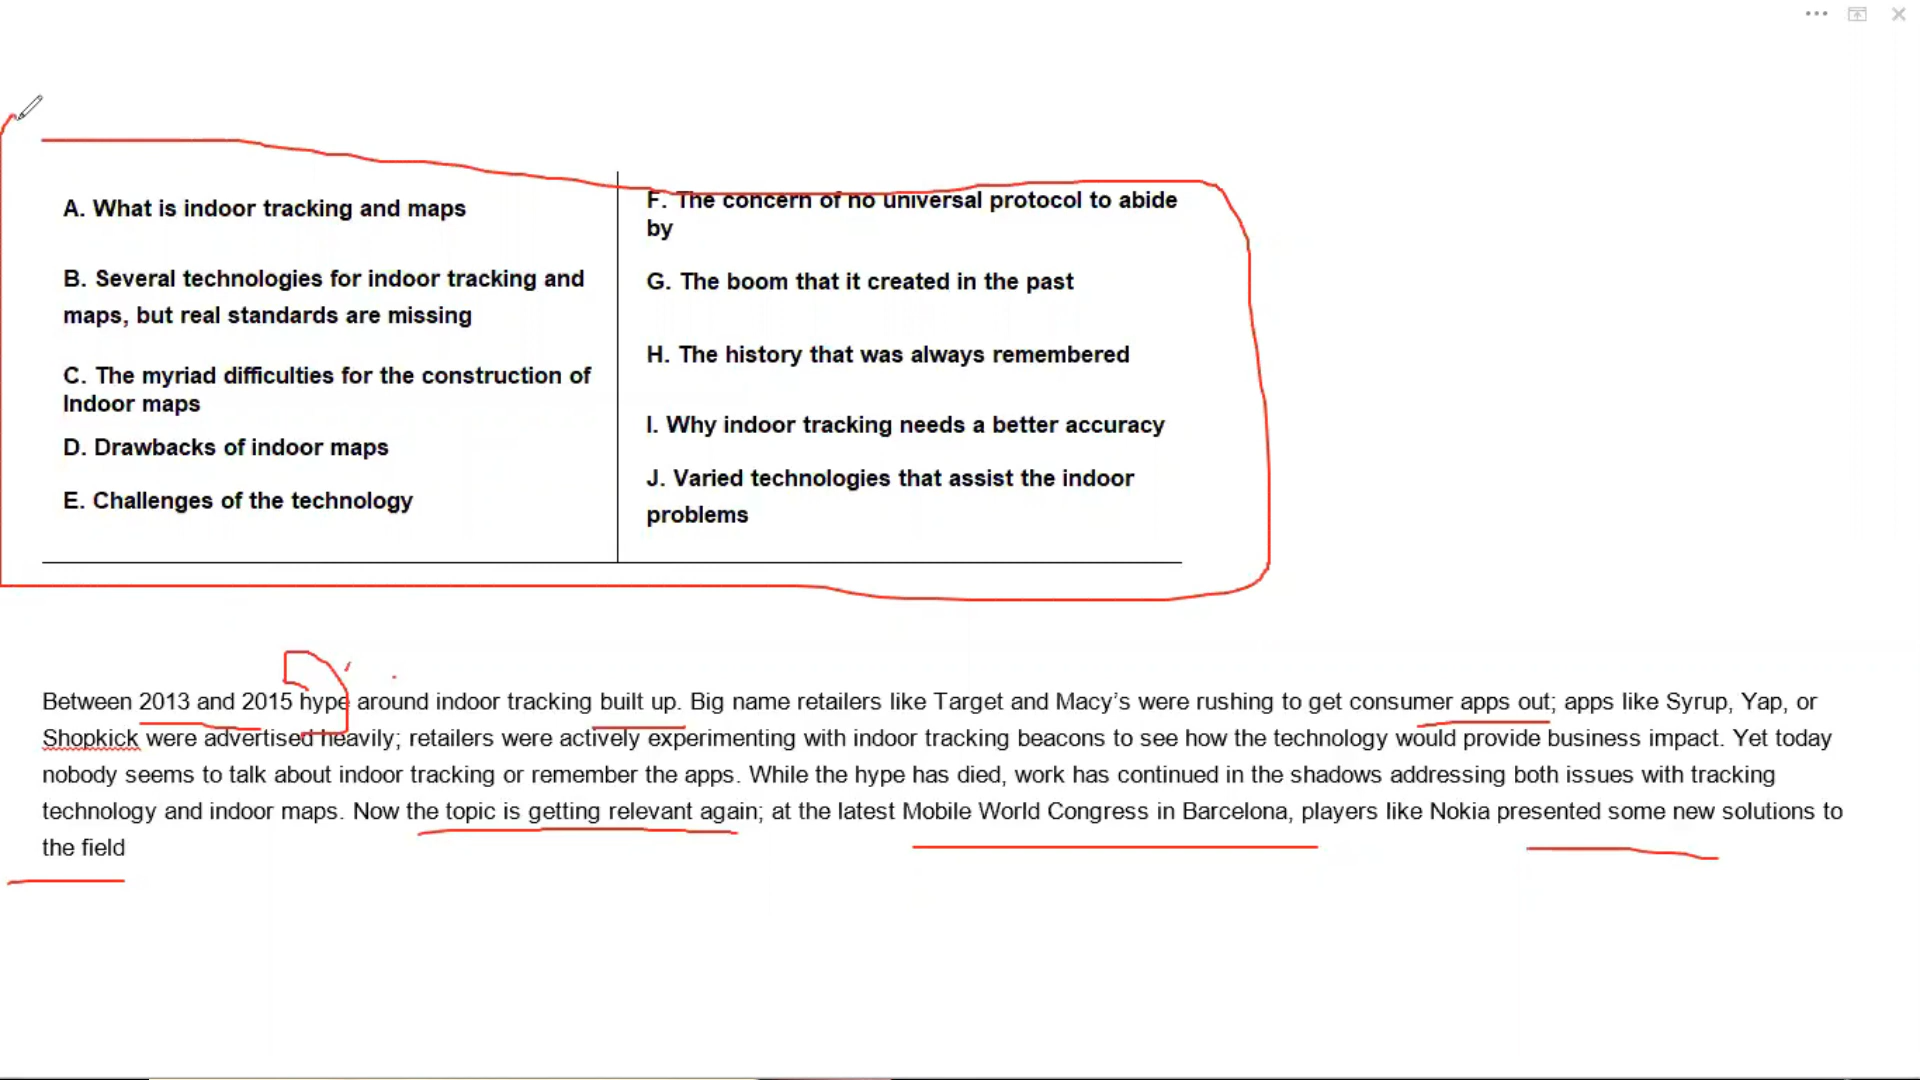 A. What is indoor tracking and maps
B. Several technologies for indoor tracking and
maps, but real standards are missing
C. The myriad difficulties for the construction of
Indoor maps
D. Drawbacks of indoor maps
E. Challenges of the technology
F. The concern of no universal protocol to abide
by
G. The boom that it created in the past
H. The history that was always remembered
I. Why indoor tracking needs a better accuracy
J. Varied technologies that assist the indoor
problems
Between 2013 and 2015 hype around indoor tracking built up. Big name retailers like Target and Macy’s were rushing to get consumer apps out; apps like Syrup, Yap, or
Shopkick were advertised heavily; retailers were actively experimenting with indoor tracking beacons to see how the technology would provide business impact. Yet today
nobody seems to talk about indoor tracking or remember the apps. While the hype has died, work has continued in the shadows addressing both issues with tracking
technology and indoor maps. Now the topic is getting relevant again; at the latest Mobile World Congress in Barcelona, players like Nokia presented some new solutions to
the field